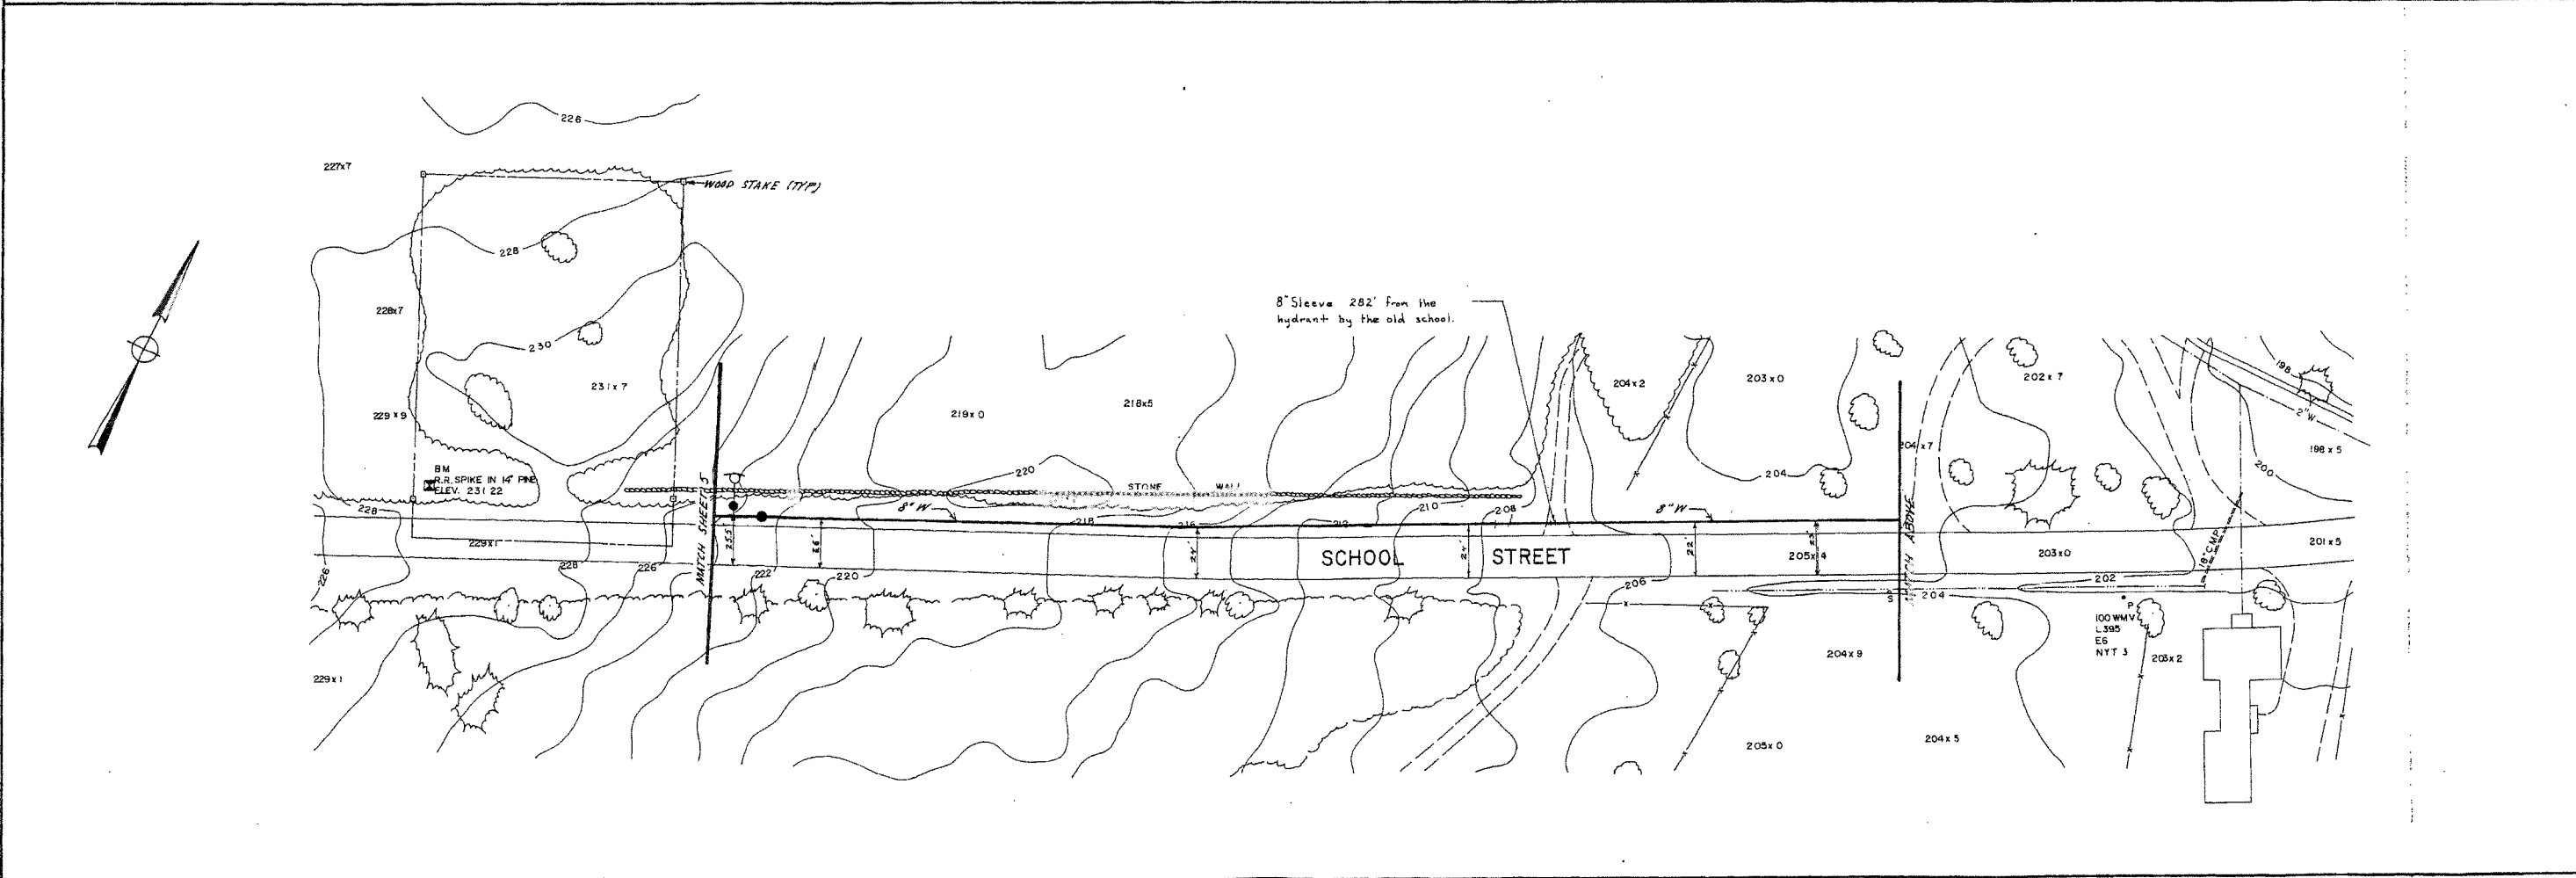 226
227x7
WOOD STAKE (TYP)
228
228x7
230
231x7
229x9
BM
R.R. SPIKE IN 14" PINE
ELEV. 231 22
228
229x1
226
228
226
229x1
MATCH SHEET 5
25.5'
26'
222
220
8" W
219x0
218x5
220
STONE WALL
218
216
212
210
208
24'
24'
SCHOOL STREET
8" Sleeve 282' from the
hydrant by the old school.
204x2
203x0
204
8" W
22'
23'
205x4
206
204x9
205x0
204x7
MATCH ABOVE
S
204
204x5
202x7
203x0
202
P
100 WMV
L395
E6
NYT 3
203x2
18" CMP
198
2" W
198x5
200
201x5